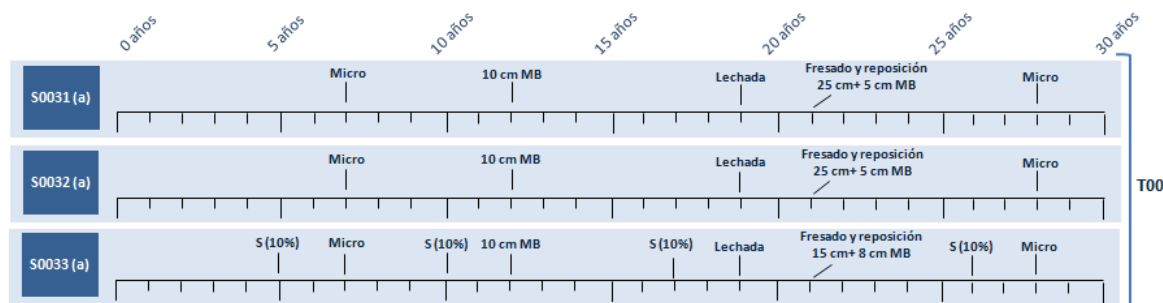 0 años 5 años 10 años 15 años 20 años 25 años 30 años
S0031 (a)
Micro
10 cm MB
Lechada
Fresado y reposición
25 cm+ 5 cm MB
Micro
S0032 (a)
Micro
10 cm MB
Lechada
Fresado y reposición
25 cm+ 5 cm MB
Micro
S0033 (a)
S (10%)
Micro
S (10%)
10 cm MB
S (10%)
Lechada
Fresado y reposición
15 cm+ 8 cm MB
S (10%)
Micro
T00